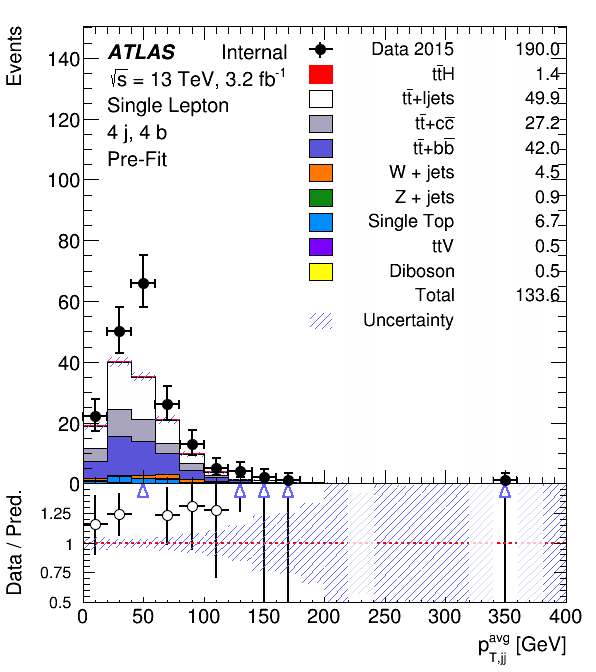 Events
140
120
100
80
60
40
20
0
ATLAS Internal
√s = 13 TeV, 3.2 fb⁻¹
Single Lepton
4 j, 4 b
Pre-Fit
Data 2015 190.0
tt̄H 1.4
tt̄+ljets 49.9
tt̄+cc̄ 27.2
tt̄+bb̄ 42.0
W + jets 4.5
Z + jets 0.9
Single Top 6.7
ttV 0.5
Diboson 0.5
Total 133.6
Uncertainty
Data / Pred.
1.25
1
0.75
0.5
0 50 100 150 200 250 300 350 400
p_{T,jj}^{avg} [GeV]